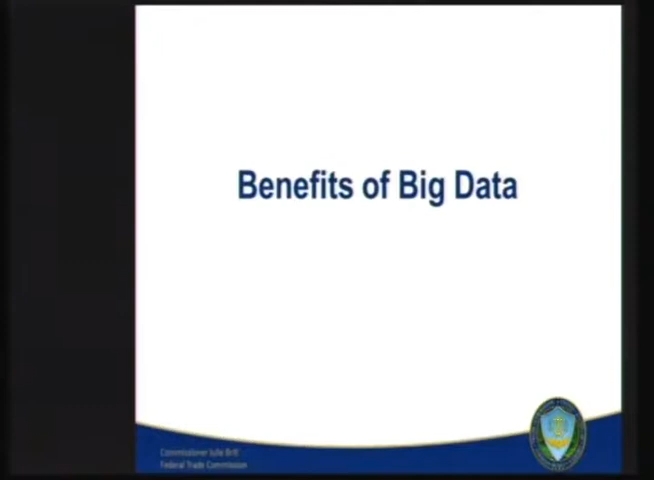 Benefits of Big Data
Commissioner Julie Brill
Federal Trade Commission